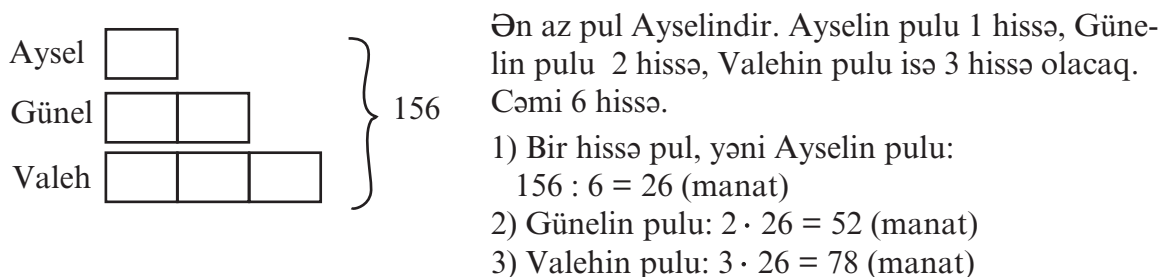 Aysel
Günel
Valeh
156
Ən az pul Ayselindir. Ayselin pulu 1 hissə, Güne-
lin pulu 2 hissə, Valehin pulu isə 3 hissə olacaq.
Cəmi 6 hissə.
1) Bir hissə pul, yəni Ayselin pulu:
156 : 6 = 26 (manat)
2) Günelin pulu: 2 · 26 = 52 (manat)
3) Valehin pulu: 3 · 26 = 78 (manat)